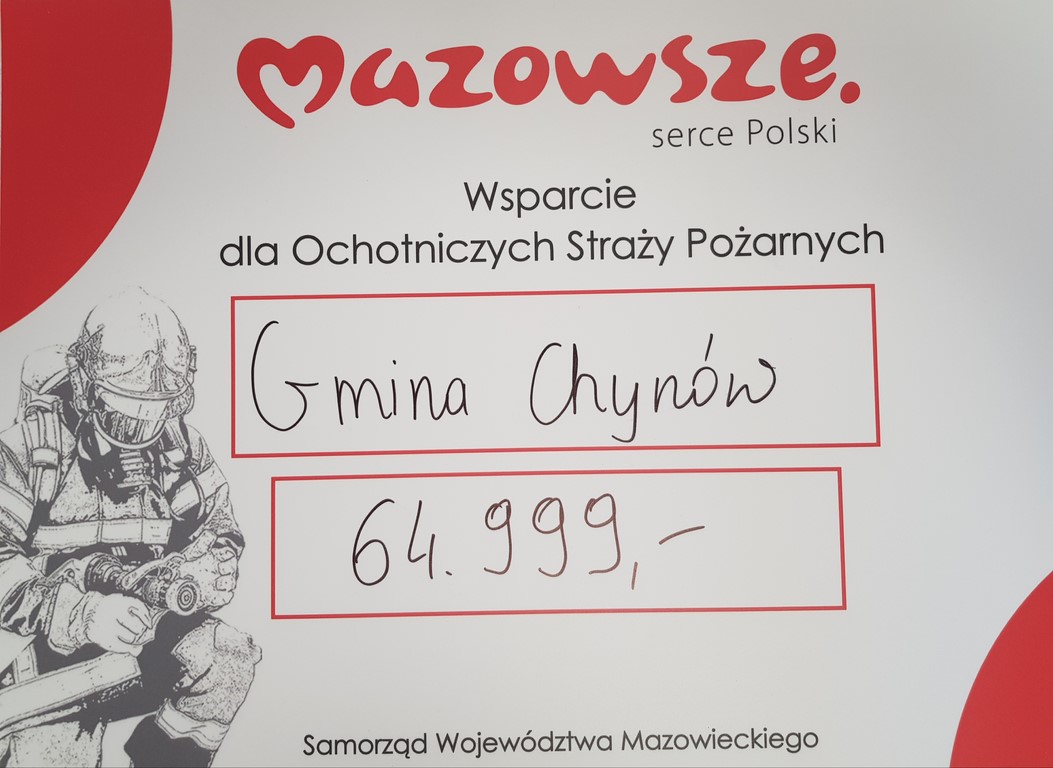 Mazowsze.
serce Polski
Wsparcie
dla Ochotniczych Straży Pożarnych
Gmina Chynów
64.999,-
Samorząd Województwa Mazowieckiego